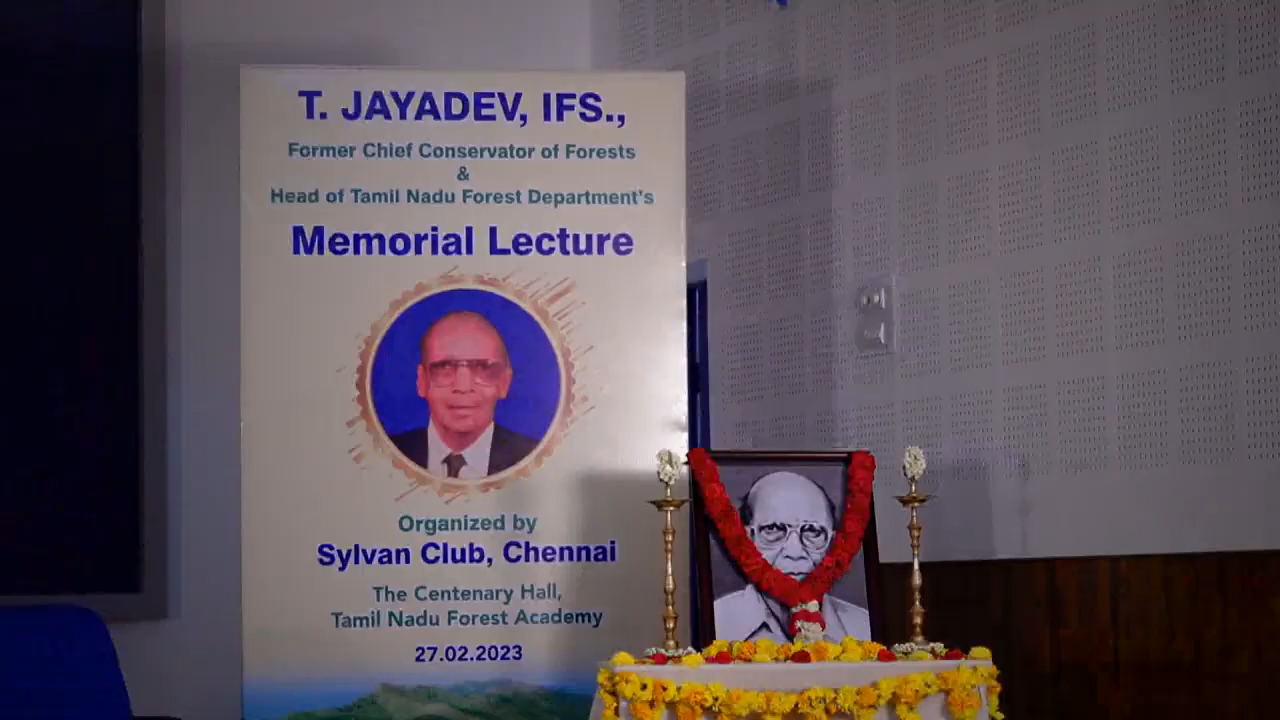 T. JAYADEV, IFS.,
Former Chief Conservator of Forests
&
Head of Tamil Nadu Forest Department's
Memorial Lecture
Organized by
Sylvan Club, Chennai
The Centenary Hall,
Tamil Nadu Forest Academy
27.02.2023